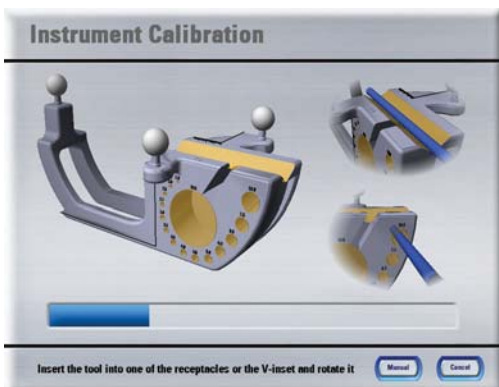 Instrument Calibration
Insert the tool into one of the receptacles or the V-inset and rotate it
Manual
Cancel